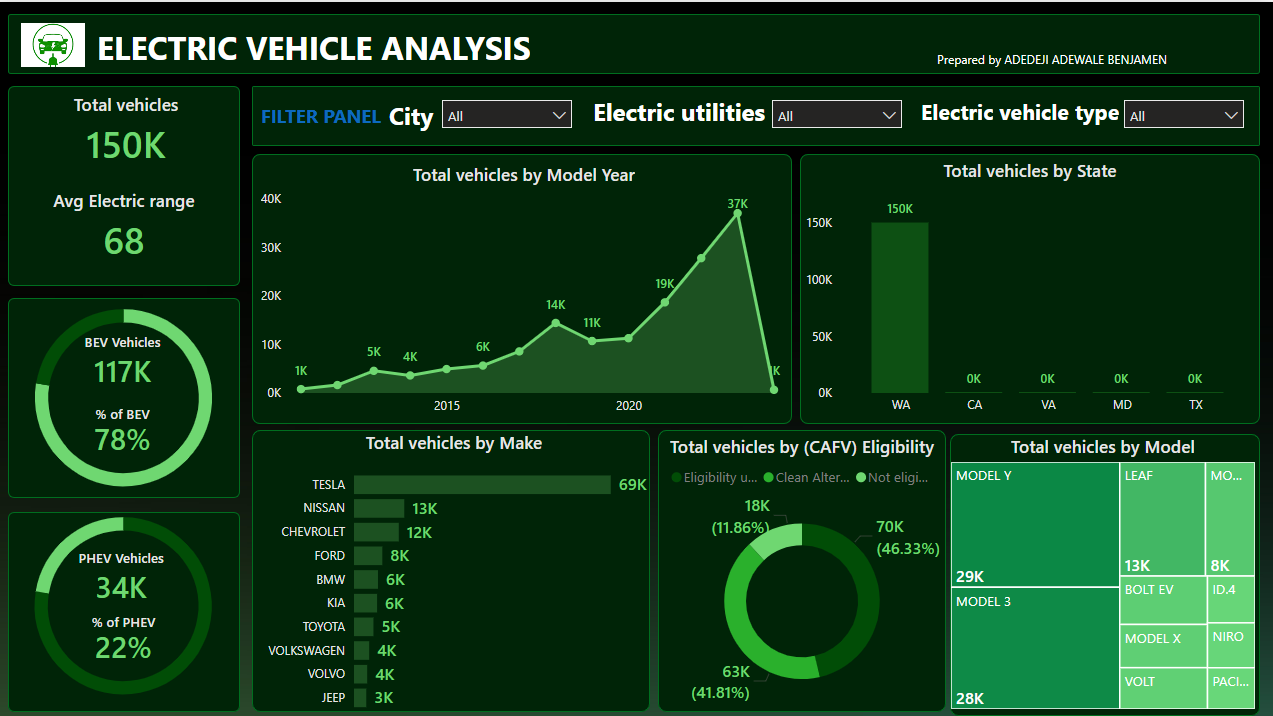 ELECTRIC VEHICLE ANALYSIS
Prepared by ADEDEJI ADEWALE BENJAMEN
Total vehicles
150K
Avg Electric range
68
FILTER PANEL City All Electric utilities All Electric vehicle type All
BEV Vehicles
117K
% of BEV
78%
PHEV Vehicles
34K
% of PHEV
22%
Total vehicles by Model Year
40K
30K
20K
10K
0K
1K
5K
4K
6K
14K
11K
19K
37K
K
2015 2020
Total vehicles by State
150K
100K
50K
0K
150K
0K 0K 0K 0K
WA CA VA MD TX
Total vehicles by Make
TESLA 69K
NISSAN 13K
CHEVROLET 12K
FORD 8K
BMW 6K
KIA 6K
TOYOTA 5K
VOLKSWAGEN 4K
VOLVO 4K
JEEP 3K
Total vehicles by (CAFV) Eligibility
Eligibility u... Clean Alter... Not eligi...
18K
(11.86%)
70K
(46.33%)
63K
(41.81%)
Total vehicles by Model
MODEL Y
29K
MODEL 3
28K
LEAF
13K
MO...
8K
BOLT EV
ID.4
MODEL X
NIRO
VOLT
PACI...